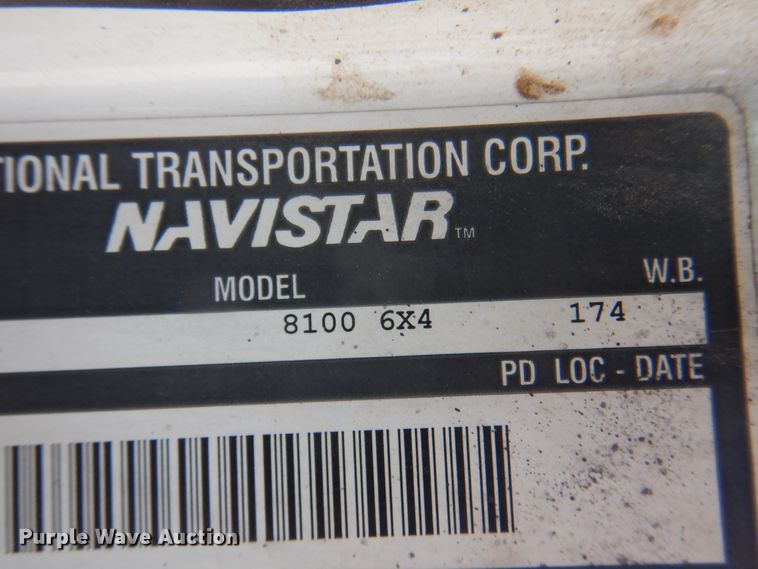 TIONAL TRANSPORTATION CORP.
NAVISTAR™
MODEL W.B.
8100 6X4 174
PD LOC - DATE
Purple Wave Auction